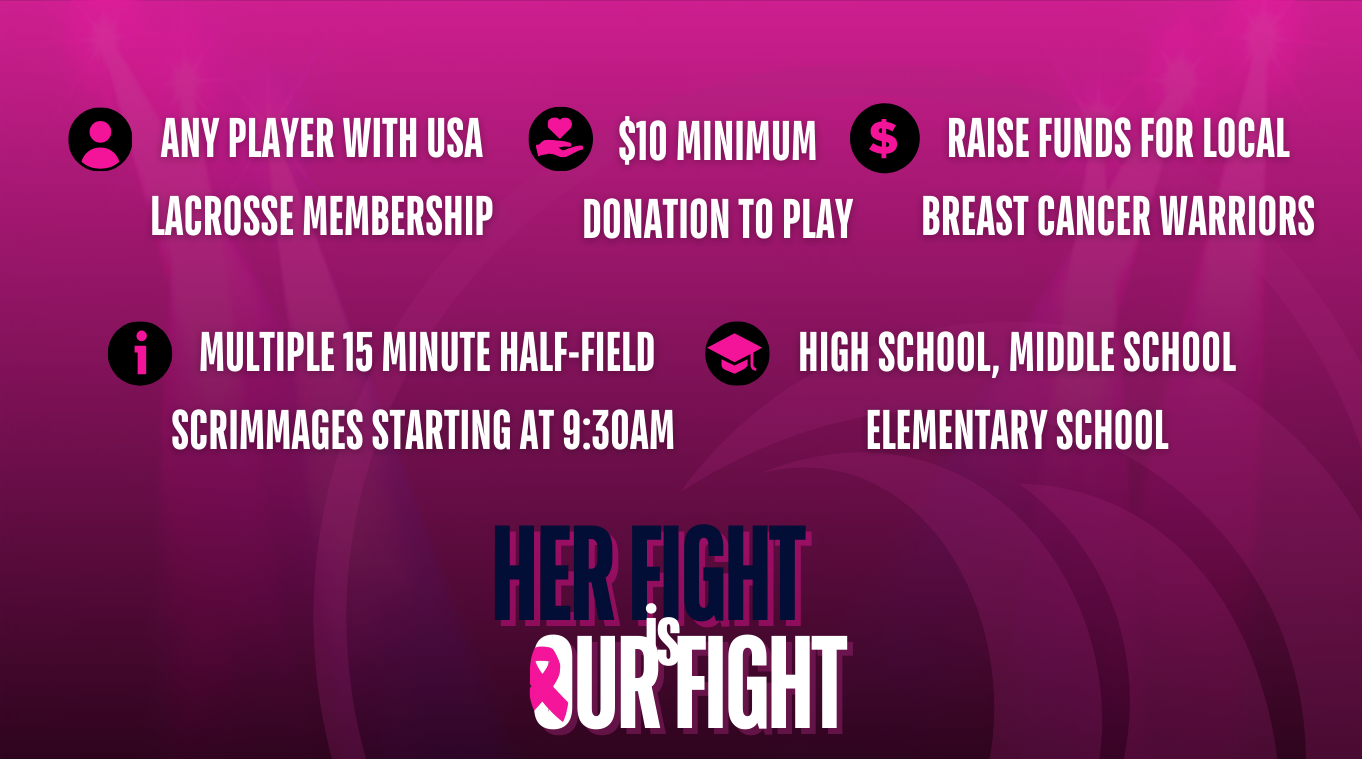 ANY PLAYER WITH USA
LACROSSE MEMBERSHIP
$10 MINIMUM
DONATION TO PLAY
$
RAISE FUNDS FOR LOCAL
BREAST CANCER WARRIORS
i
MULTIPLE 15 MINUTE HALF-FIELD
SCRIMMAGES STARTING AT 9:30AM
HIGH SCHOOL, MIDDLE SCHOOL
ELEMENTARY SCHOOL
HER FIGHT
is
OUR FIGHT